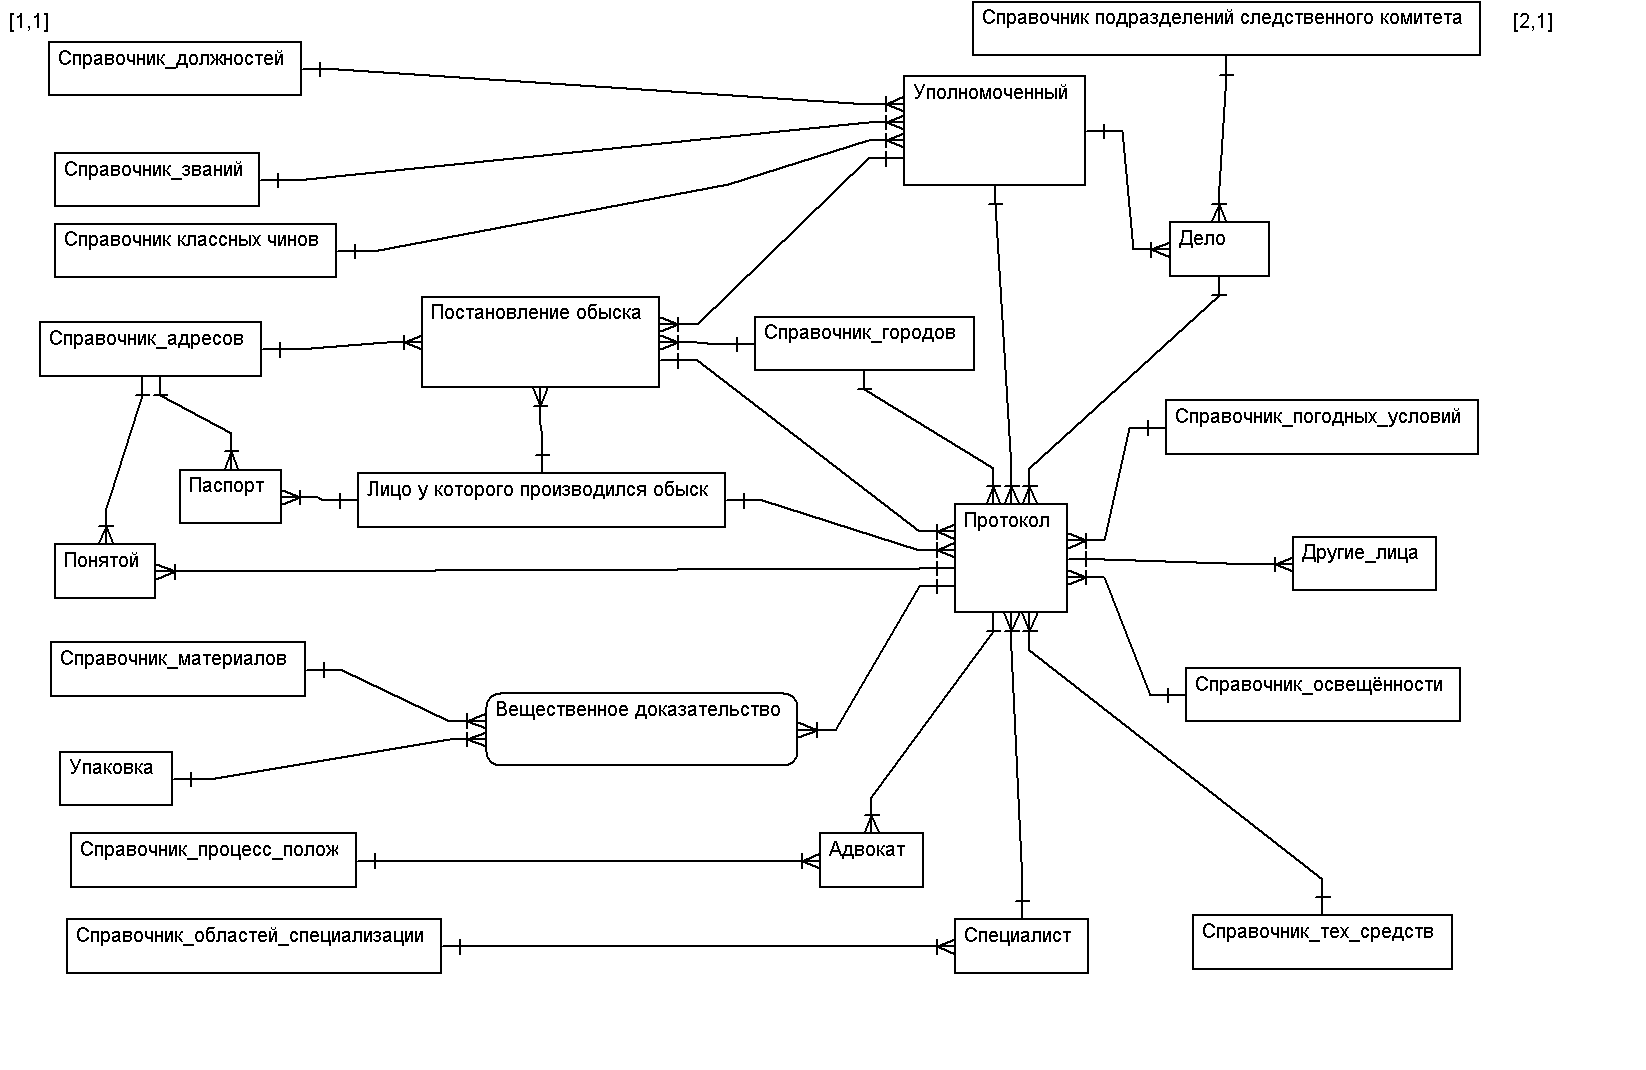 [1,1]
Справочник подразделений следственного комитета
[2,1]
Справочник_должностей
Уполномоченный
Справочник_званий
Справочник классных чинов
Дело
Постановление обыска
Справочник_адресов
Справочник_городов
Справочник_погодных_условий
Паспорт
Лицо у которого производился обыск
Протокол
Понятой
Другие_лица
Справочник_материалов
Справочник_освещённости
Вещественное доказательство
Упаковка
Справочник_процесс_полож
Адвокат
Справочник_областей_специализации
Специалист
Справочник_тех_средств